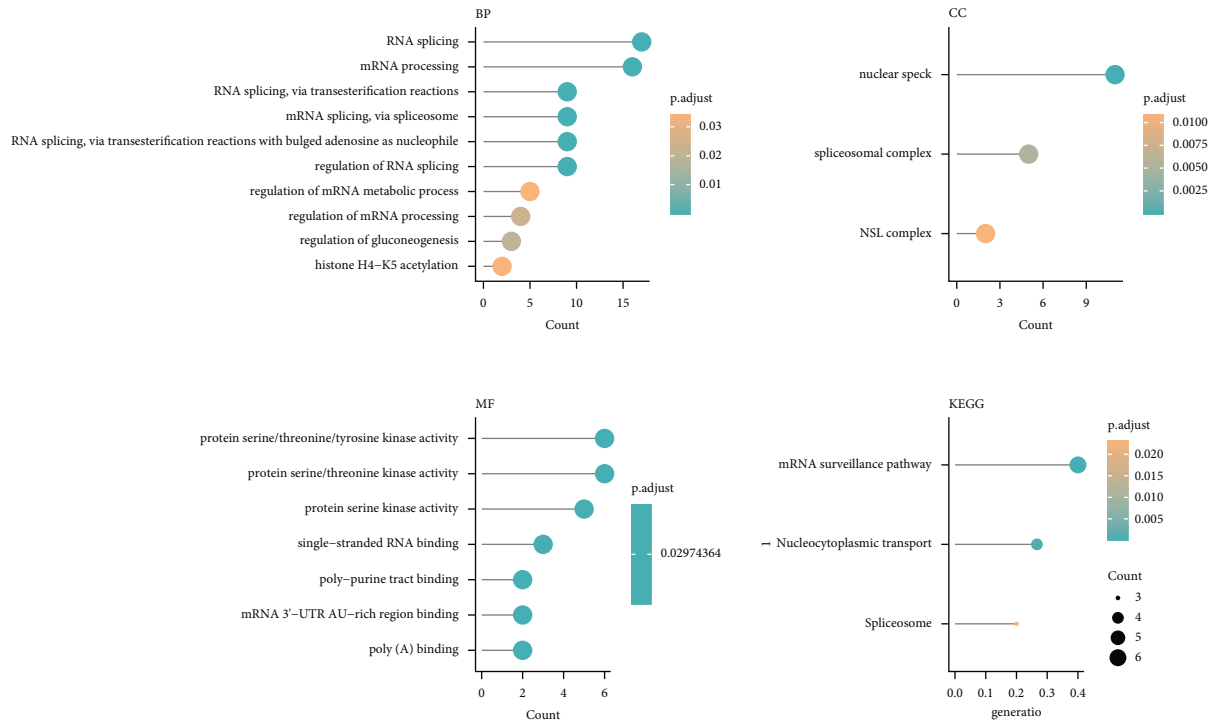 BP
RNA splicing
mRNA processing
RNA splicing, via transesterification reactions
mRNA splicing, via spliceosome
RNA splicing, via transesterification reactions with bulged adenosine as nucleophile
regulation of RNA splicing
regulation of mRNA metabolic process
regulation of mRNA processing
regulation of gluconeogenesis
histone H4−K5 acetylation
0 5 10 15
Count
p.adjust
0.03
0.02
0.01
CC
nuclear speck
spliceosomal complex
NSL complex
0 3 6 9
Count
p.adjust
0.0100
0.0075
0.0050
0.0025
MF
protein serine/threonine/tyrosine kinase activity
protein serine/threonine kinase activity
protein serine kinase activity
single−stranded RNA binding
poly−purine tract binding
mRNA 3'−UTR AU−rich region binding
poly (A) binding
0 2 4 6
Count
p.adjust
0.02974364
KEGG
mRNA surveillance pathway
1 Nucleocytoplasmic transport
Spliceosome
0.0 0.1 0.2 0.3 0.4
generatio
p.adjust
0.020
0.015
0.010
0.005
Count
3
4
5
6